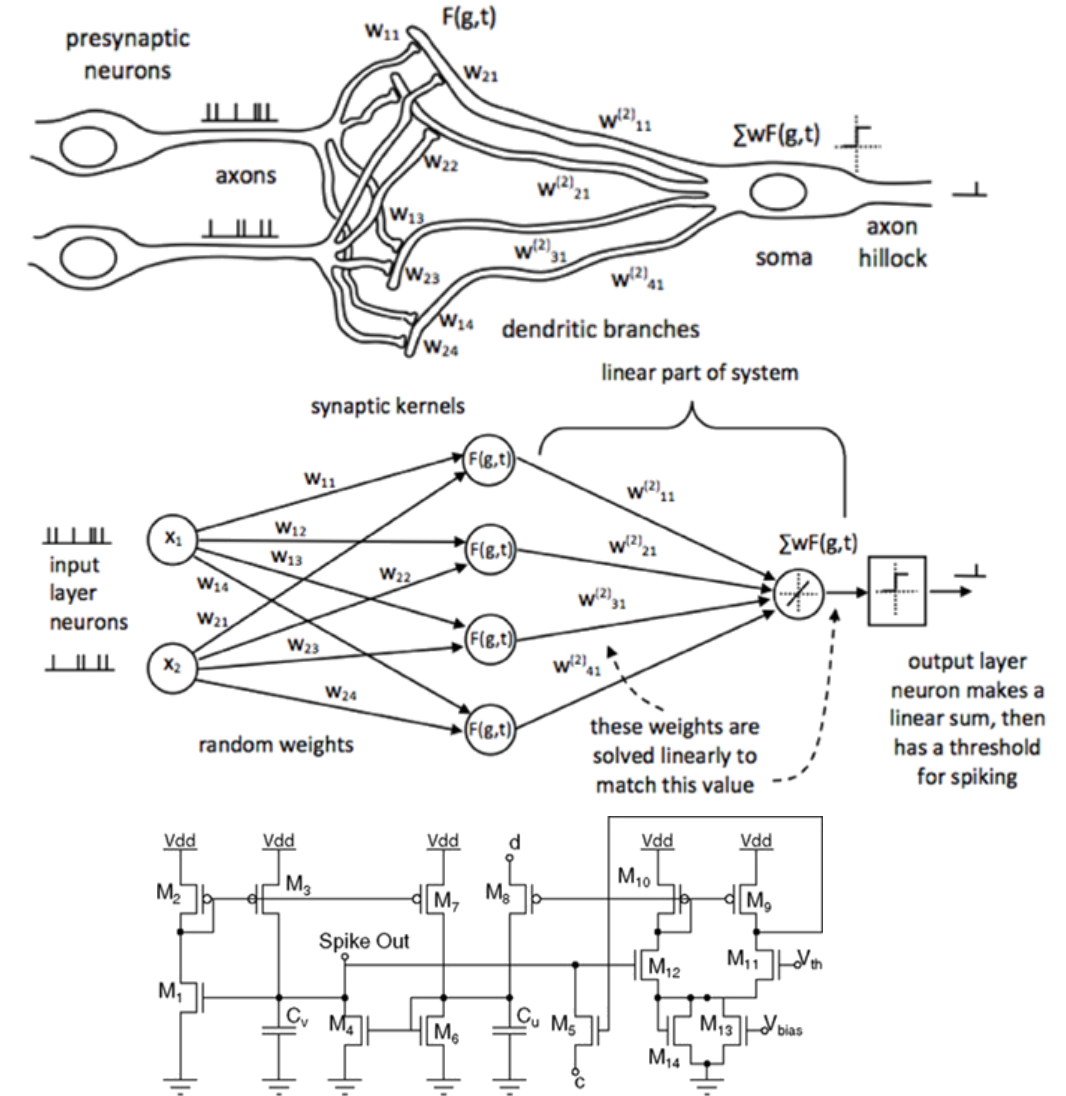 presynaptic
neurons
axons
w11
F(g,t)
w21
w22
w13
w23
w14
w24
w(2)11
w(2)21
w(2)31
w(2)41
∑wF(g,t)
soma
axon
hillock
dendritic branches
linear part of system
synaptic kernels
w11
w12
w13
w14
w21
w22
w23
w24
x1
x2
input
layer
neurons
random weights
F(g,t)
F(g,t)
F(g,t)
F(g,t)
w(2)11
w(2)21
w(2)31
w(2)41
∑wF(g,t)
these weights are
solved linearly to
match this value
output layer
neuron makes a
linear sum, then
has a threshold
for spiking
Vdd
Vdd
Vdd
d
Vdd
Vdd
M2
M3
M7
M8
M10
M9
Spike Out
M12
M11
Vth
M1
Cv
M4
M6
Cu
M5
M14
M13
Vbias
c